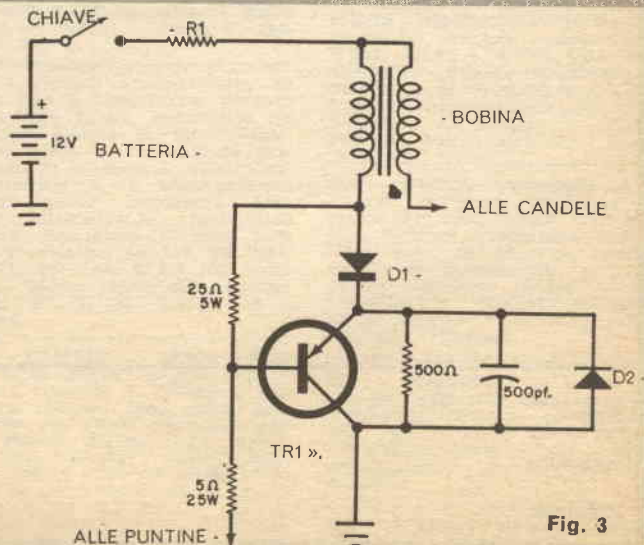 CHIAVE
- R1
+
12V
BATTERIA -
- BOBINA
ALLE CANDELE
D1 -
25Ω
5W
500Ω
500pf.
D2 -
TR1 ».
5Ω
25W
ALLE PUNTINE -
Fig. 3